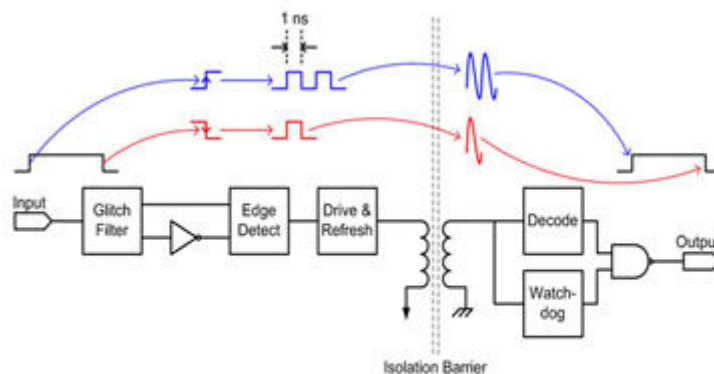 1 ns
Input
Glitch
Filter
Edge
Detect
Drive &
Refresh
Decode
Watch-
dog
Output
Isolation Barrier